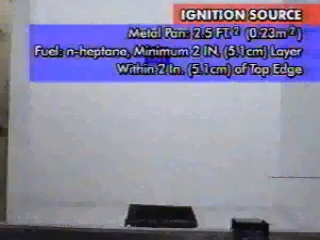 IGNITION SOURCE
Metal Pan: 2.5 FT.² (0.23m²)
Fuel: n-heptane, Minimum 2 IN. (5.1cm) Layer
Within 2 In. (5.1cm) of Top Edge